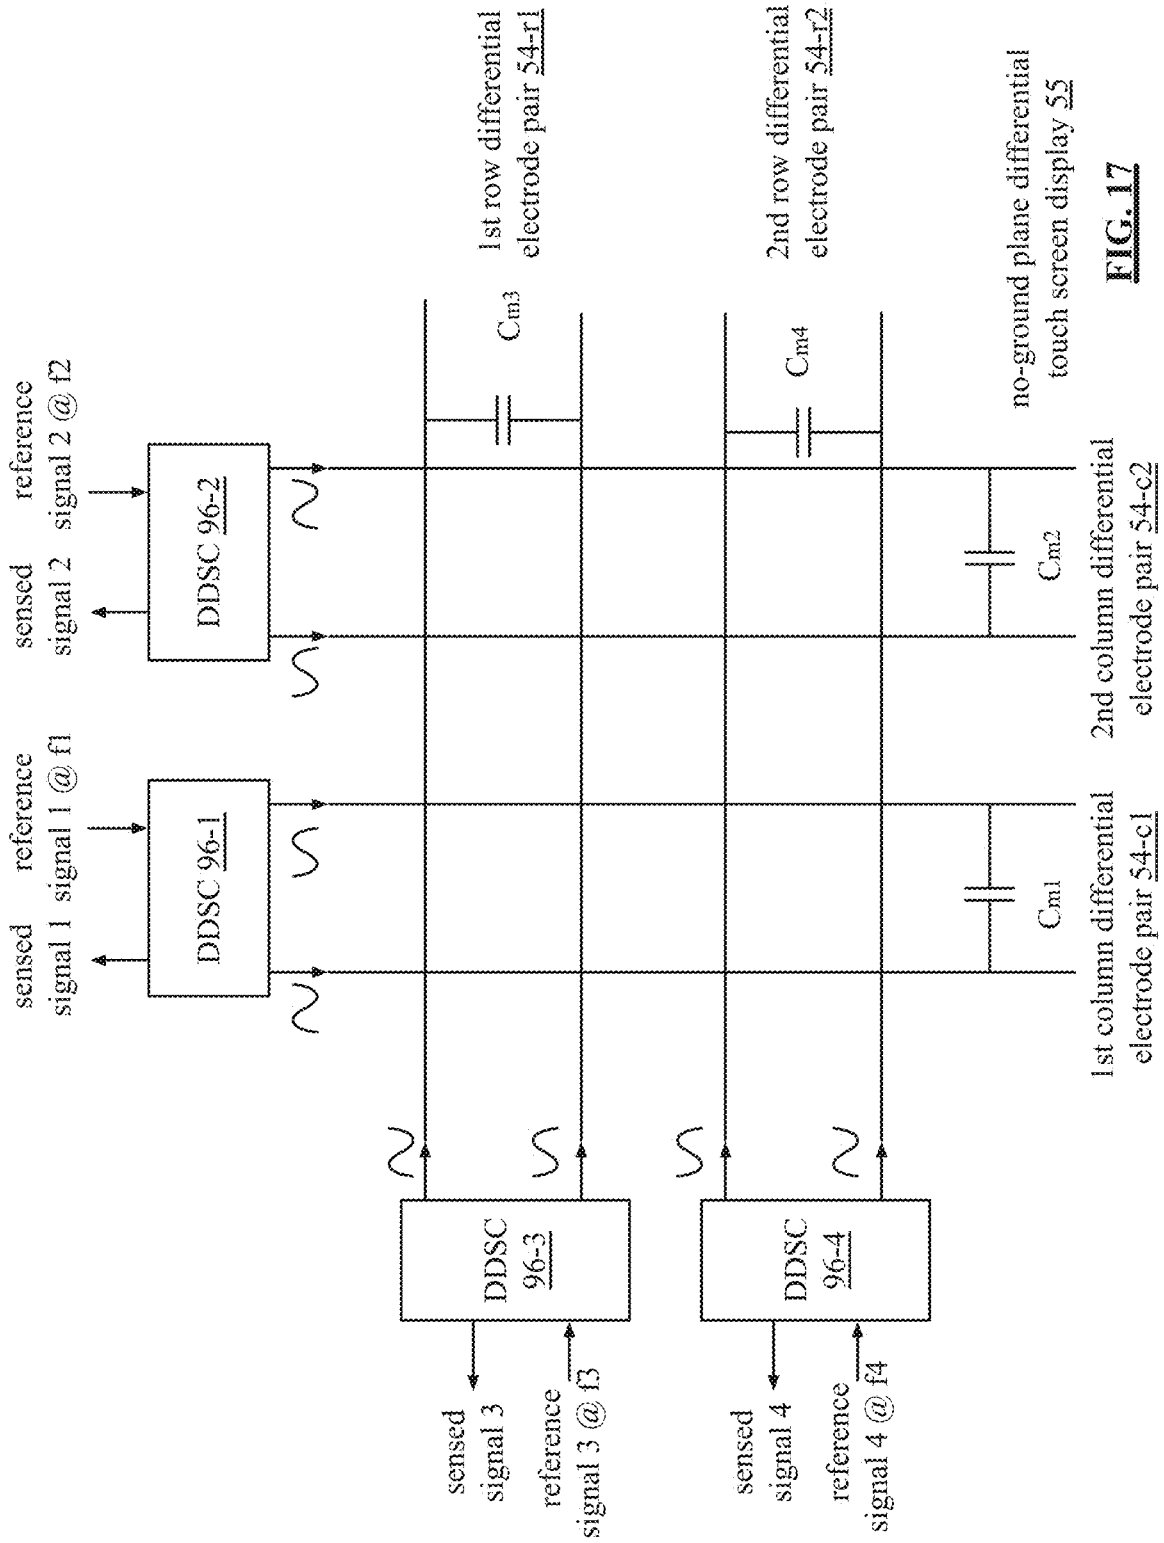 sensed
signal 1
reference
signal 1 @ f1
sensed
signal 2
reference
signal 2 @ f2
DDSC 96-1
DDSC 96-2
DDSC
96-3
sensed
signal 3
reference
signal 3 @ f3
Cm3
1st row differential
electrode pair 54-r1
DDSC
96-4
sensed
signal 4
reference
signal 4 @ f4
Cm4
2nd row differential
electrode pair 54-r2
Cm1
Cm2
1st column differential
electrode pair 54-c1
2nd column differential
electrode pair 54-c2
no-ground plane differential
touch screen display 55
FIG. 17